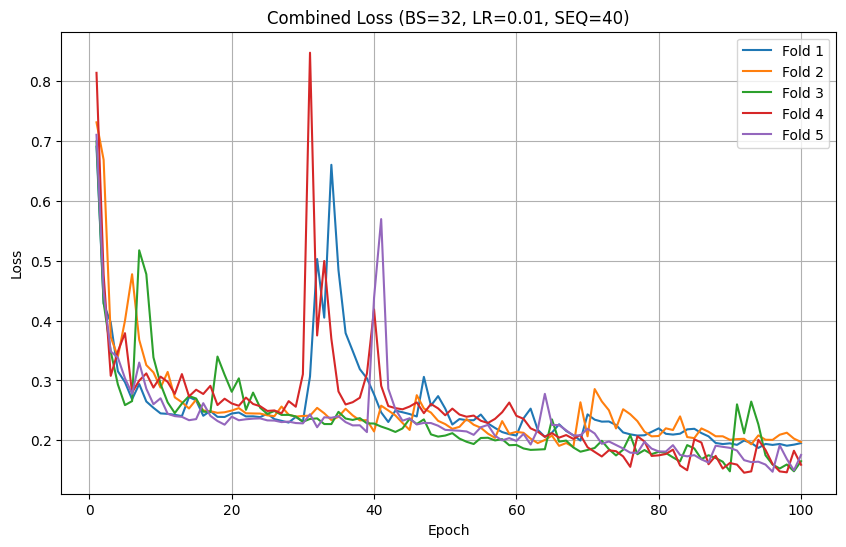 Combined Loss (BS=32, LR=0.01, SEQ=40)
Fold 1
Fold 2
Fold 3
Fold 4
Fold 5
Loss
0.8
0.7
0.6
0.5
0.4
0.3
0.2
0 20 40 60 80 100
Epoch